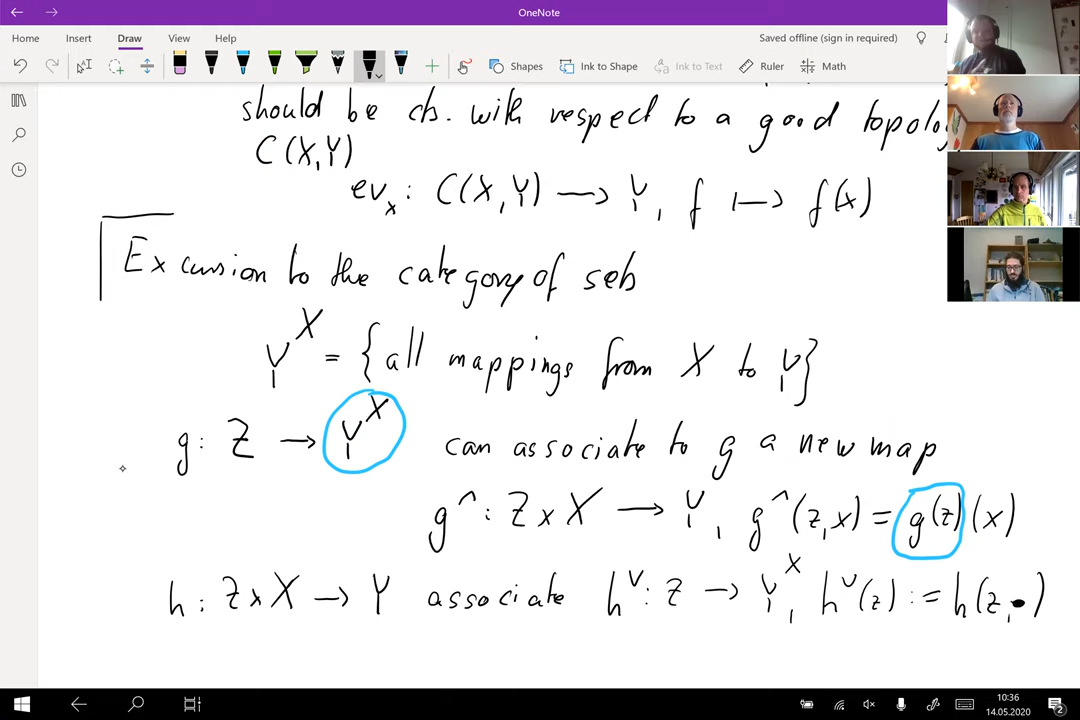 OneNote
Home Insert Draw View Help Saved offline (sign in required)
Shapes Ink to Shape Ink to Text Ruler Math
should be cts. with respect to a good topology
C(X,Y)
ev_x : C(X,Y) → Y, f ↦ f(x)
Excursion to the category of sets
Y^X = {all mappings from X to Y}
g : Z → Y^X can associate to g a new map
g^ : Z x X → Y, g^(z,x) = g(z)(x)
h : Z x X → Y associate h^∨ : Z → Y^X, h^∨(z) := h(z,•)
10:36
14.05.2020
2